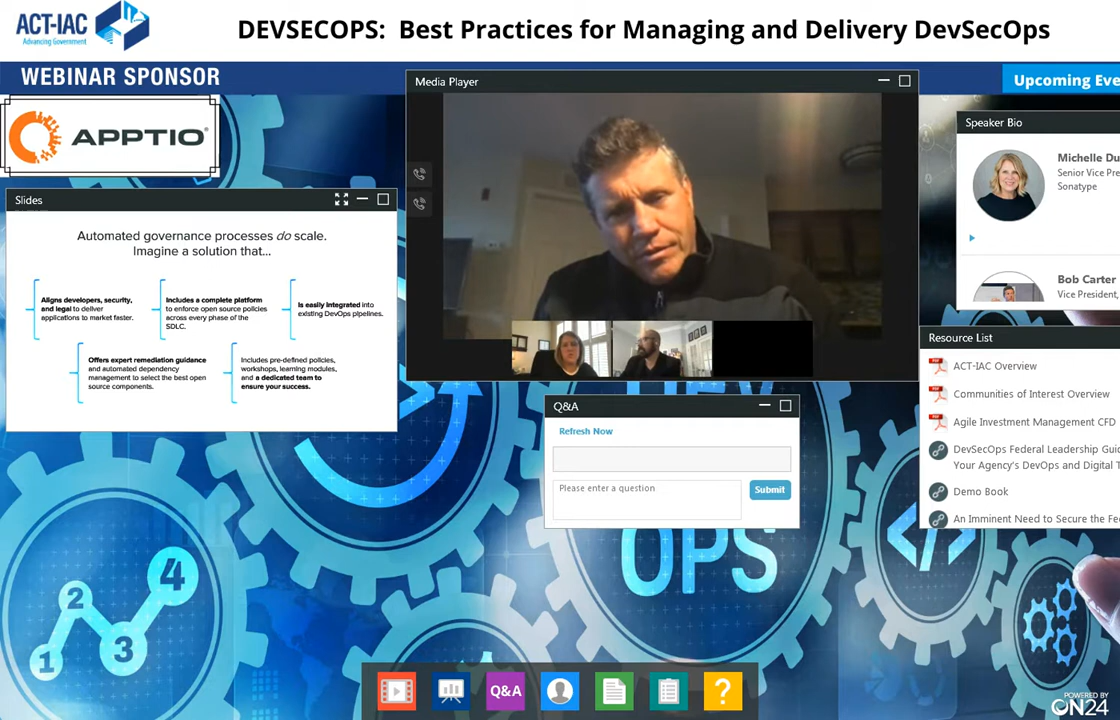 ACT-IAC
Advancing Government
DEVSECOPS: Best Practices for Managing and Delivery DevSecOps
WEBINAR SPONSOR
APPTIO®
Slides
Automated governance processes do scale.
Imagine a solution that...
Aligns developers, security,
and legal to deliver
applications to market faster.
Includes a complete platform
to enforce open source policies
across every phase of the
SDLC.
Is easily integrated into
existing DevOps pipelines.
Offers expert remediation guidance
and automated dependency
management to select the best open
source components.
Includes pre-defined policies,
workshops, learning modules,
and a dedicated team to
ensure your success.
Media Player
Upcoming Eve
Speaker Bio
Michelle Du
Senior Vice Pre
Sonatype
Bob Carter
Vice President,
Resource List
ACT-IAC Overview
Communities of Interest Overview
Agile Investment Management CFD
DevSecOps Federal Leadership Guid
Your Agency's DevOps and Digital T
Demo Book
An Imminent Need to Secure the Fe
Q&A
Refresh Now
Please enter a question
Submit
DEV
OPS
</>
1
2
3
4
Q&A
?
POWERED BY
ON24